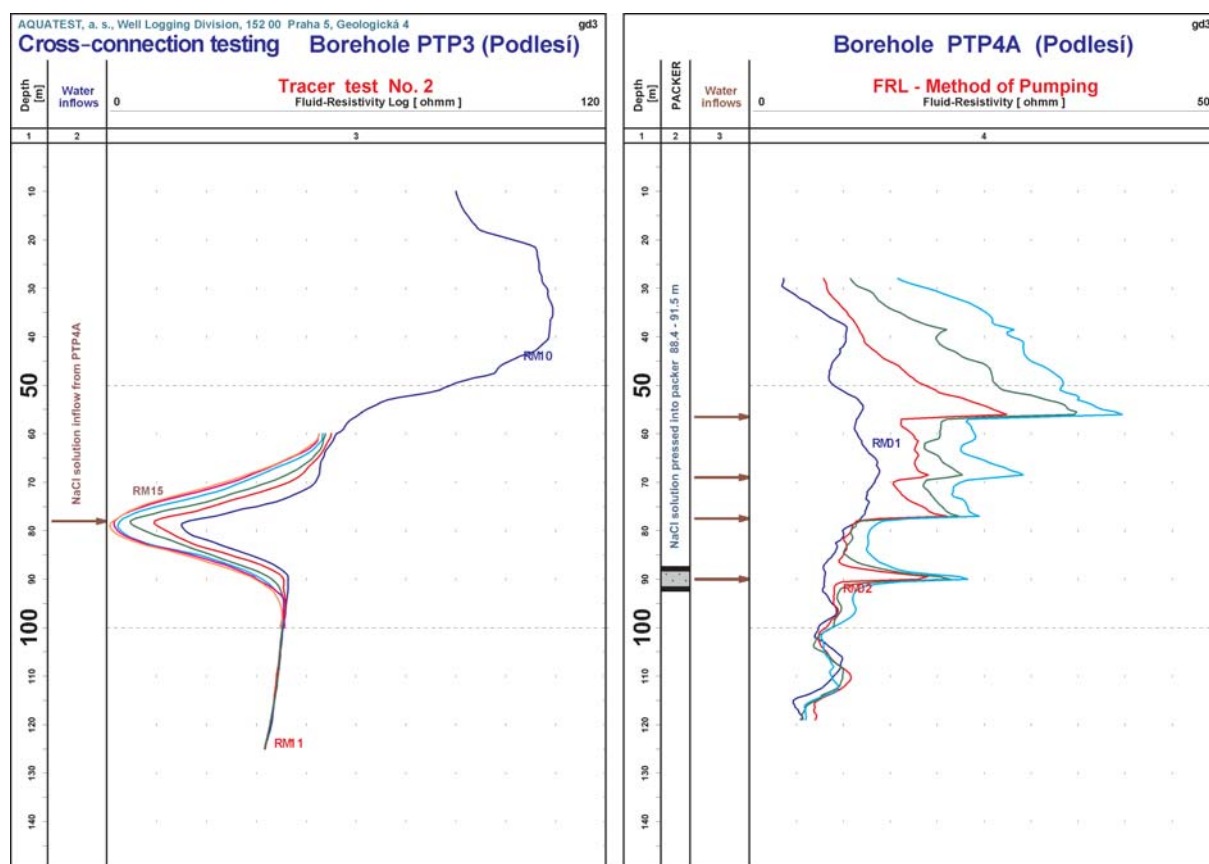 AQUATEST, a. s., Well Logging Division, 152 00 Praha 5, Geologická 4
gd3
Cross-connection testing Borehole PTP3 (Podlesí)
Depth [m]
Water inflows
Tracer test No. 2
0 Fluid-Resistivity Log [ ohmm ] 120
1 2 3
10
20
30
40
50
60
70
80
90
100
110
120
130
140
NaCl solution inflow from PTP4A
RM10
RM15
RM11
gd3
Borehole PTP4A (Podlesí)
Depth [m]
PACKER
Water inflows
FRL - Method of Pumping
0 Fluid-Resistivity [ ohmm ] 50
1 2 3 4
10
20
30
40
50
60
70
80
90
100
110
120
130
140
NaCl solution pressed into packer 88.4 - 91.5 m
RM01
RM02